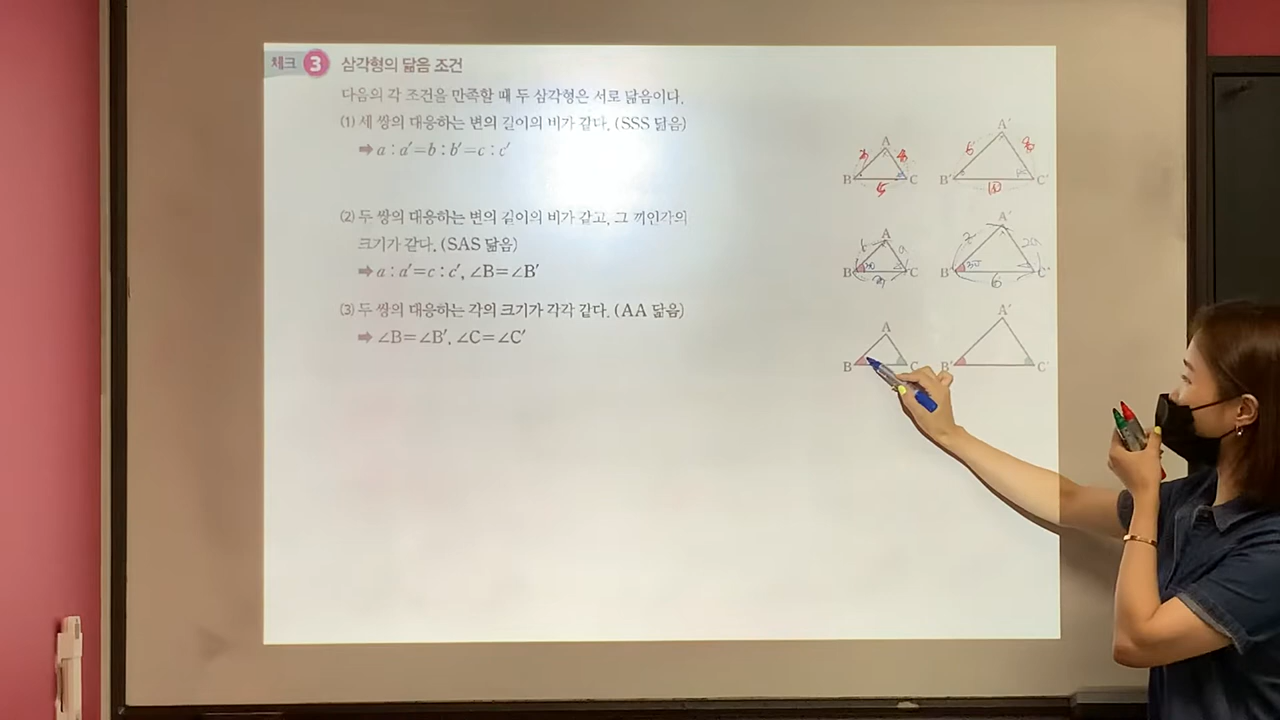 체크 3 삼각형의 닮음 조건
다음의 각 조건을 만족할 때 두 삼각형은 서로 닮음이다.
(1) 세 쌍의 대응하는 변의 길이의 비가 같다. (SSS 닮음)
➡ a : a′=b : b′=c : c′
A
B C
A′
B′ C′
(2) 두 쌍의 대응하는 변의 길이의 비가 같고, 그 끼인각의
크기가 같다. (SAS 닮음)
➡ a : a′=c : c′, ∠B=∠B′
A
B C
A′
B′ C′
(3) 두 쌍의 대응하는 각의 크기가 각각 같다. (AA 닮음)
➡ ∠B=∠B′, ∠C=∠C′
A
B C
A′
B′ C′